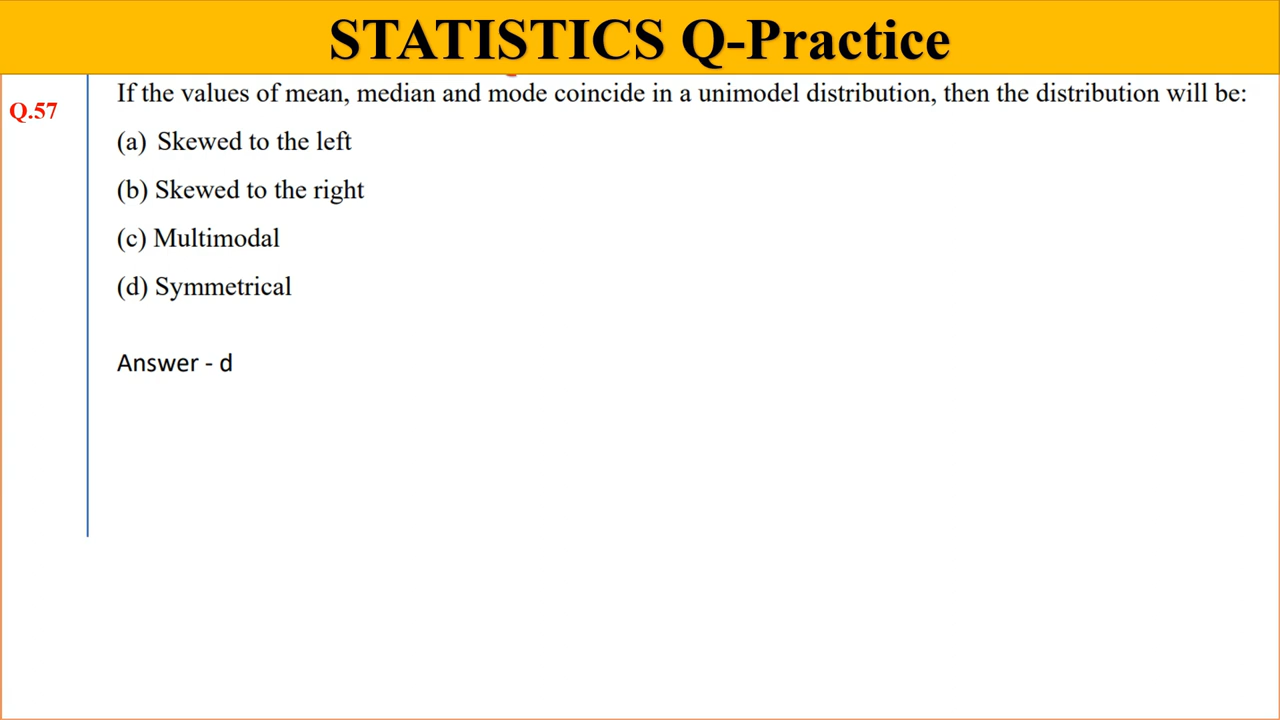 STATISTICS Q-Practice
Q.57
If the values of mean, median and mode coincide in a unimodel distribution, then the distribution will be:
(a) Skewed to the left
(b) Skewed to the right
(c) Multimodal
(d) Symmetrical
Answer - d